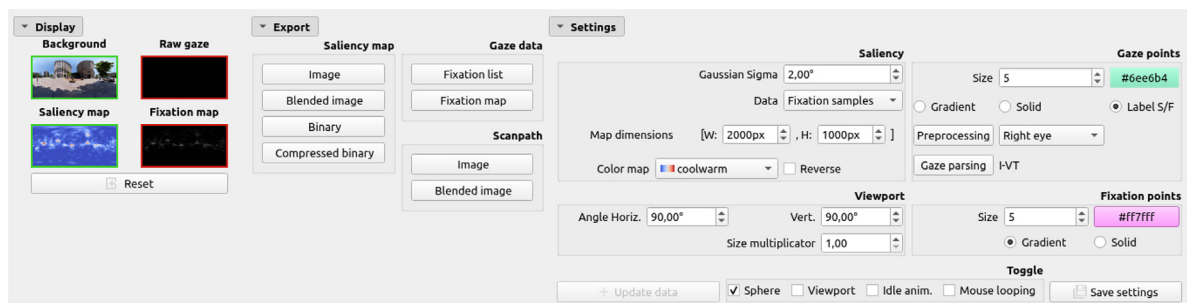 Display
Background
Raw gaze
Saliency map
Fixation map
Reset
Export
Saliency map
Image
Blended image
Binary
Compressed binary
Gaze data
Fixation list
Fixation map
Scanpath
Image
Blended image
Settings
Saliency
Gaussian Sigma 2,00°
Data Fixation samples
Map dimensions [W: 2000px , H: 1000px ]
Color map coolwarm Reverse
Gaze points
Size 5 #6ee6b4
Gradient Solid Label S/F
Preprocessing Right eye
Gaze parsing I-VT
Viewport
Angle Horiz. 90,00° Vert. 90,00°
Size multiplicator 1,00
Fixation points
Size 5 #ff7fff
Gradient Solid
Toggle
Update data Sphere Viewport Idle anim. Mouse looping Save settings